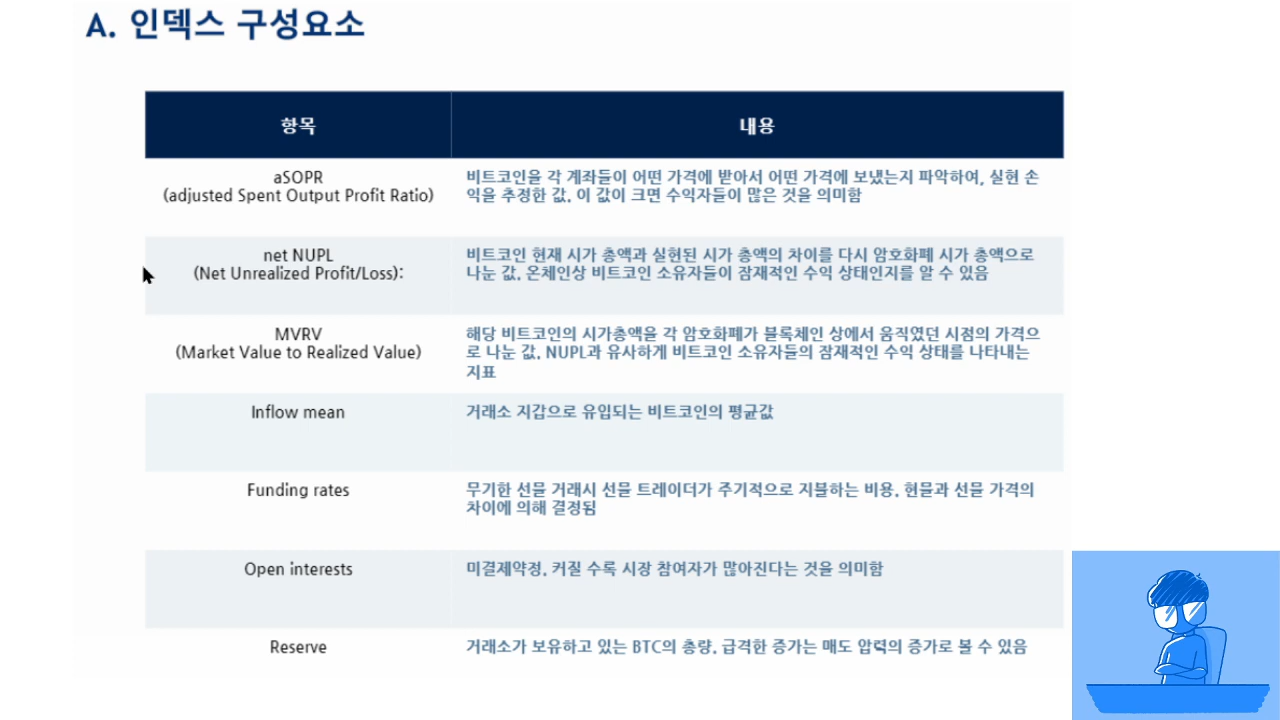 A. 인덱스 구성요소
항목
내용
aSOPR
(adjusted Spent Output Profit Ratio)
비트코인을 각 계좌들이 어떤 가격에 받아서 어떤 가격에 보냈는지 파악하여, 실현 손
익을 추정한 값. 이 값이 크면 수익자들이 많은 것을 의미함
net NUPL
(Net Unrealized Profit/Loss):
비트코인 현재 시가 총액과 실현된 시가 총액의 차이를 다시 암호화폐 시가 총액으로
나눈 값. 온체인상 비트코인 소유자들이 잠재적인 수익 상태인지를 알 수 있음
MVRV
(Market Value to Realized Value)
해당 비트코인의 시가총액을 각 암호화폐가 블록체인 상에서 움직였던 시점의 가격으
로 나눈 값. NUPL과 유사하게 비트코인 소유자들의 잠재적인 수익 상태를 나타내는
지표
Inflow mean
거래소 지갑으로 유입되는 비트코인의 평균값
Funding rates
무기한 선물 거래시 선물 트레이더가 주기적으로 지불하는 비용. 현물과 선물 가격의
차이에 의해 결정됨
Open interests
미결제약정. 커질 수록 시장 참여자가 많아진다는 것을 의미함
Reserve
거래소가 보유하고 있는 BTC의 총량. 급격한 증가는 매도 압력의 증가로 볼 수 있음